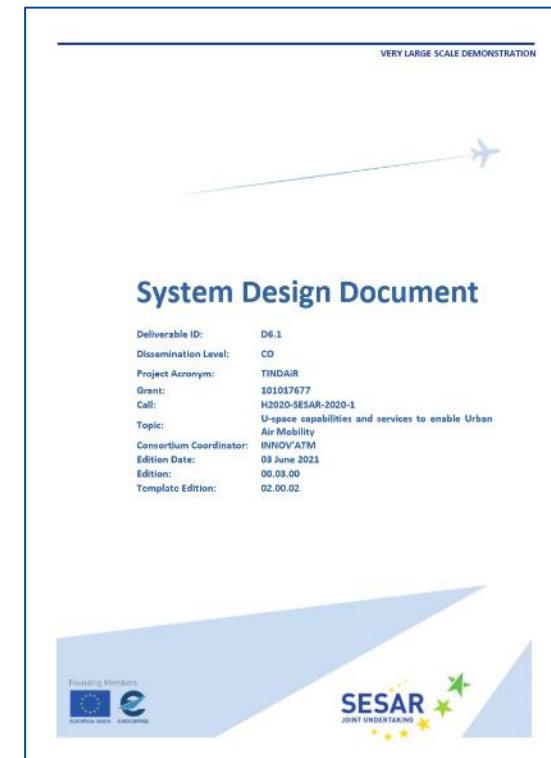 VERY LARGE SCALE DEMONSTRATION
System Design Document
Deliverable ID: D6.1
Dissemination Level: CO
Project Acronym: TINDAiR
Grant: 101017677
Call: H2020-SESAR-2020-1
Topic: U-space capabilities and services to enable Urban
Air Mobility
Consortium Coordinator: INNOV'ATM
Edition Date: 03 June 2021
Edition: 00.03.00
Template Edition: 02.00.02
Founding Members
EUROPEAN UNION EUROCONTROL
SESAR
JOINT UNDERTAKING